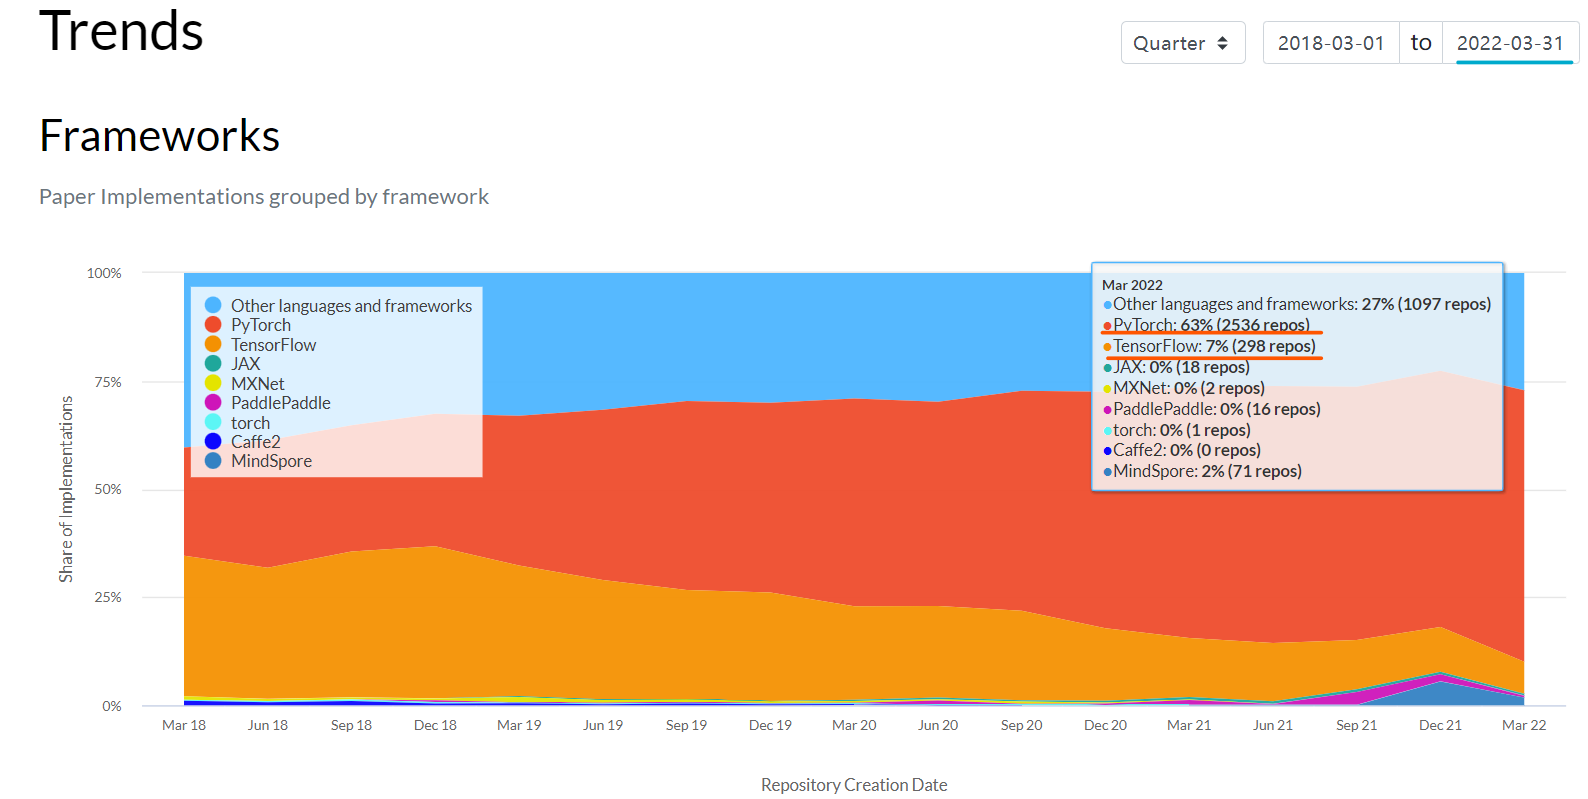 Trends
Quarter 2018-03-01 to 2022-03-31
Frameworks
Paper Implementations grouped by framework
100%
75%
50%
25%
0%
Share of Implementations
Other languages and frameworks
PyTorch
TensorFlow
JAX
MXNet
PaddlePaddle
torch
Caffe2
MindSpore
Mar 2022
Other languages and frameworks: 27% (1097 repos)
PyTorch: 63% (2536 repos)
TensorFlow: 7% (298 repos)
JAX: 0% (18 repos)
MXNet: 0% (2 repos)
PaddlePaddle: 0% (16 repos)
torch: 0% (1 repos)
Caffe2: 0% (0 repos)
MindSpore: 2% (71 repos)
Mar 18 Jun 18 Sep 18 Dec 18 Mar 19 Jun 19 Sep 19 Dec 19 Mar 20 Jun 20 Sep 20 Dec 20 Mar 21 Jun 21 Sep 21 Dec 21 Mar 22
Repository Creation Date